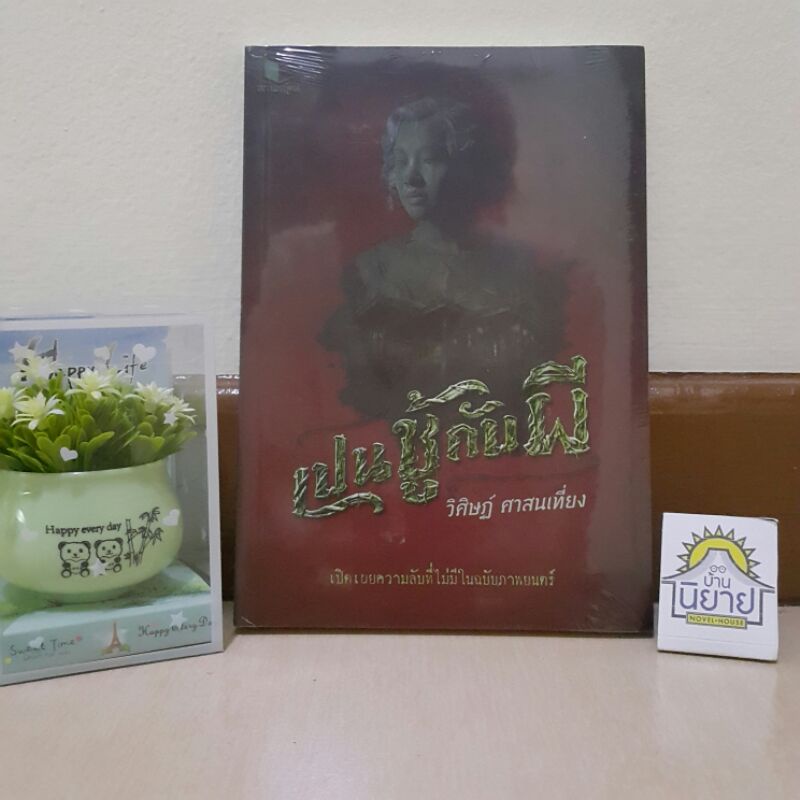 เปนชู้กับผี
วิศิษฏ์ ศาสนเที่ยง
เปิดเผยความลับที่ไม่มีในฉบับภาพยนตร์
Happy every day
Sweet Time
Happy Every Da
บ้าน
นิยาย
NOVEL•HOUSE